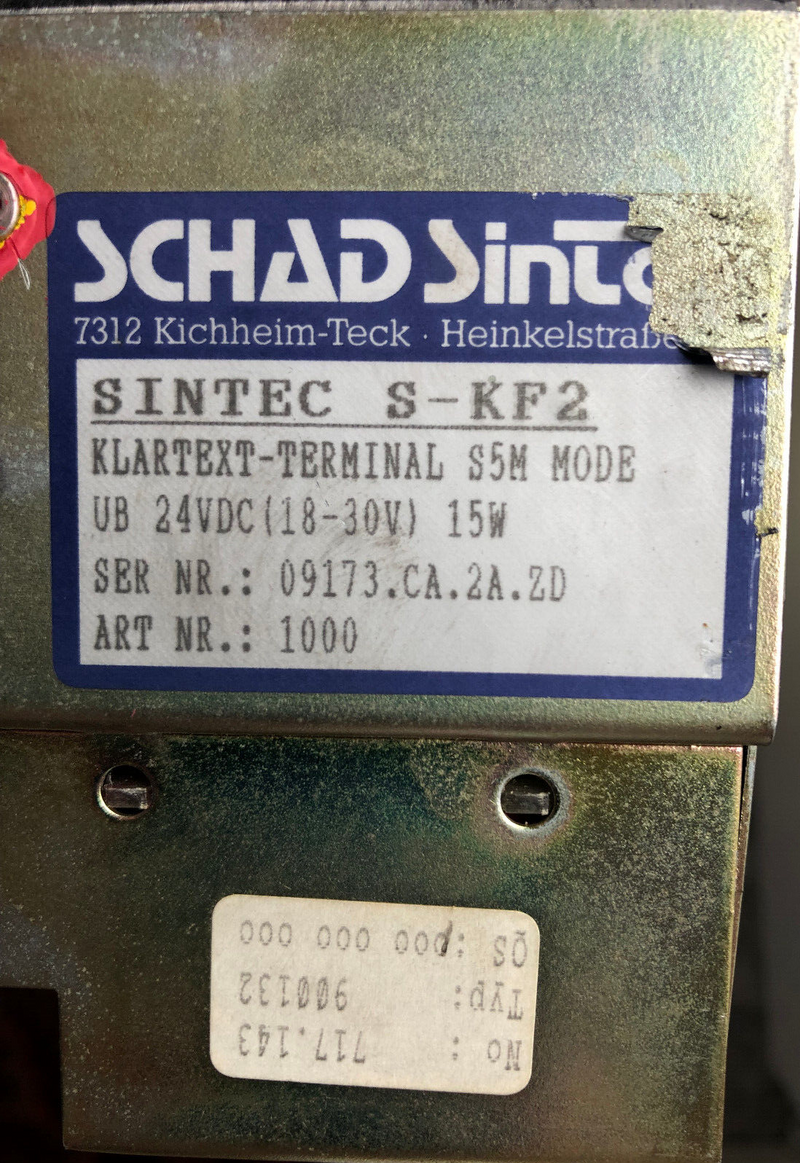 SCHAD Sinte
7312 Kichheim-Teck · Heinkelstraße
SINTEC S-KF2
KLARTEXT-TERMINAL S5M MODE
UB 24VDC(18-30V) 15W
SER NR.: 09173.CA.2A.ZD
ART NR.: 1000
No : 717.143
Typ: 900132
QS : 000 000 000